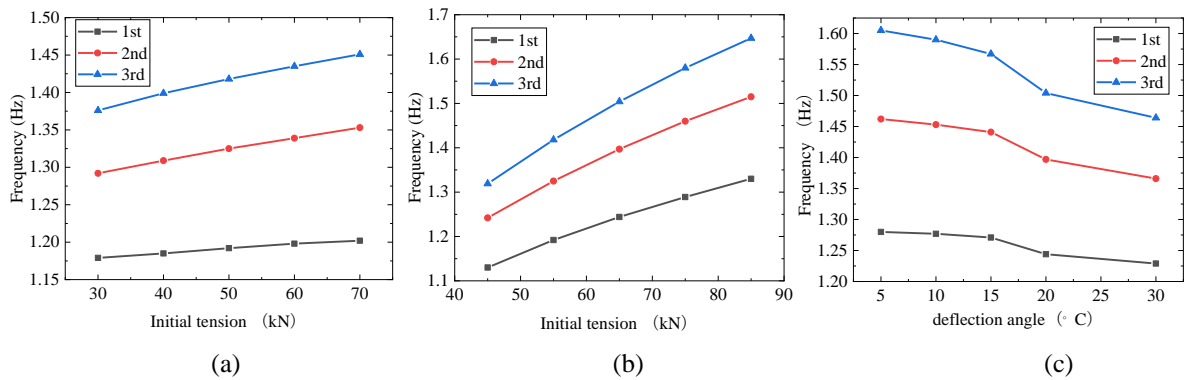 1.50
1.45
1.40
1.35
1.30
1.25
1.20
1.15
Frequency (Hz)
1st
2nd
3rd
30 40 50 60 70
Initial tension (kN)
(a)
1.7
1.6
1.5
1.4
1.3
1.2
1.1
Frequency (Hz)
1st
2nd
3rd
40 50 60 70 80 90
Initial tension (kN)
(b)
1.60
1.55
1.50
1.45
1.40
1.35
1.30
1.25
1.20
Frequency (Hz)
1st
2nd
3rd
5 10 15 20 25 30
deflection angle (° C)
(c)